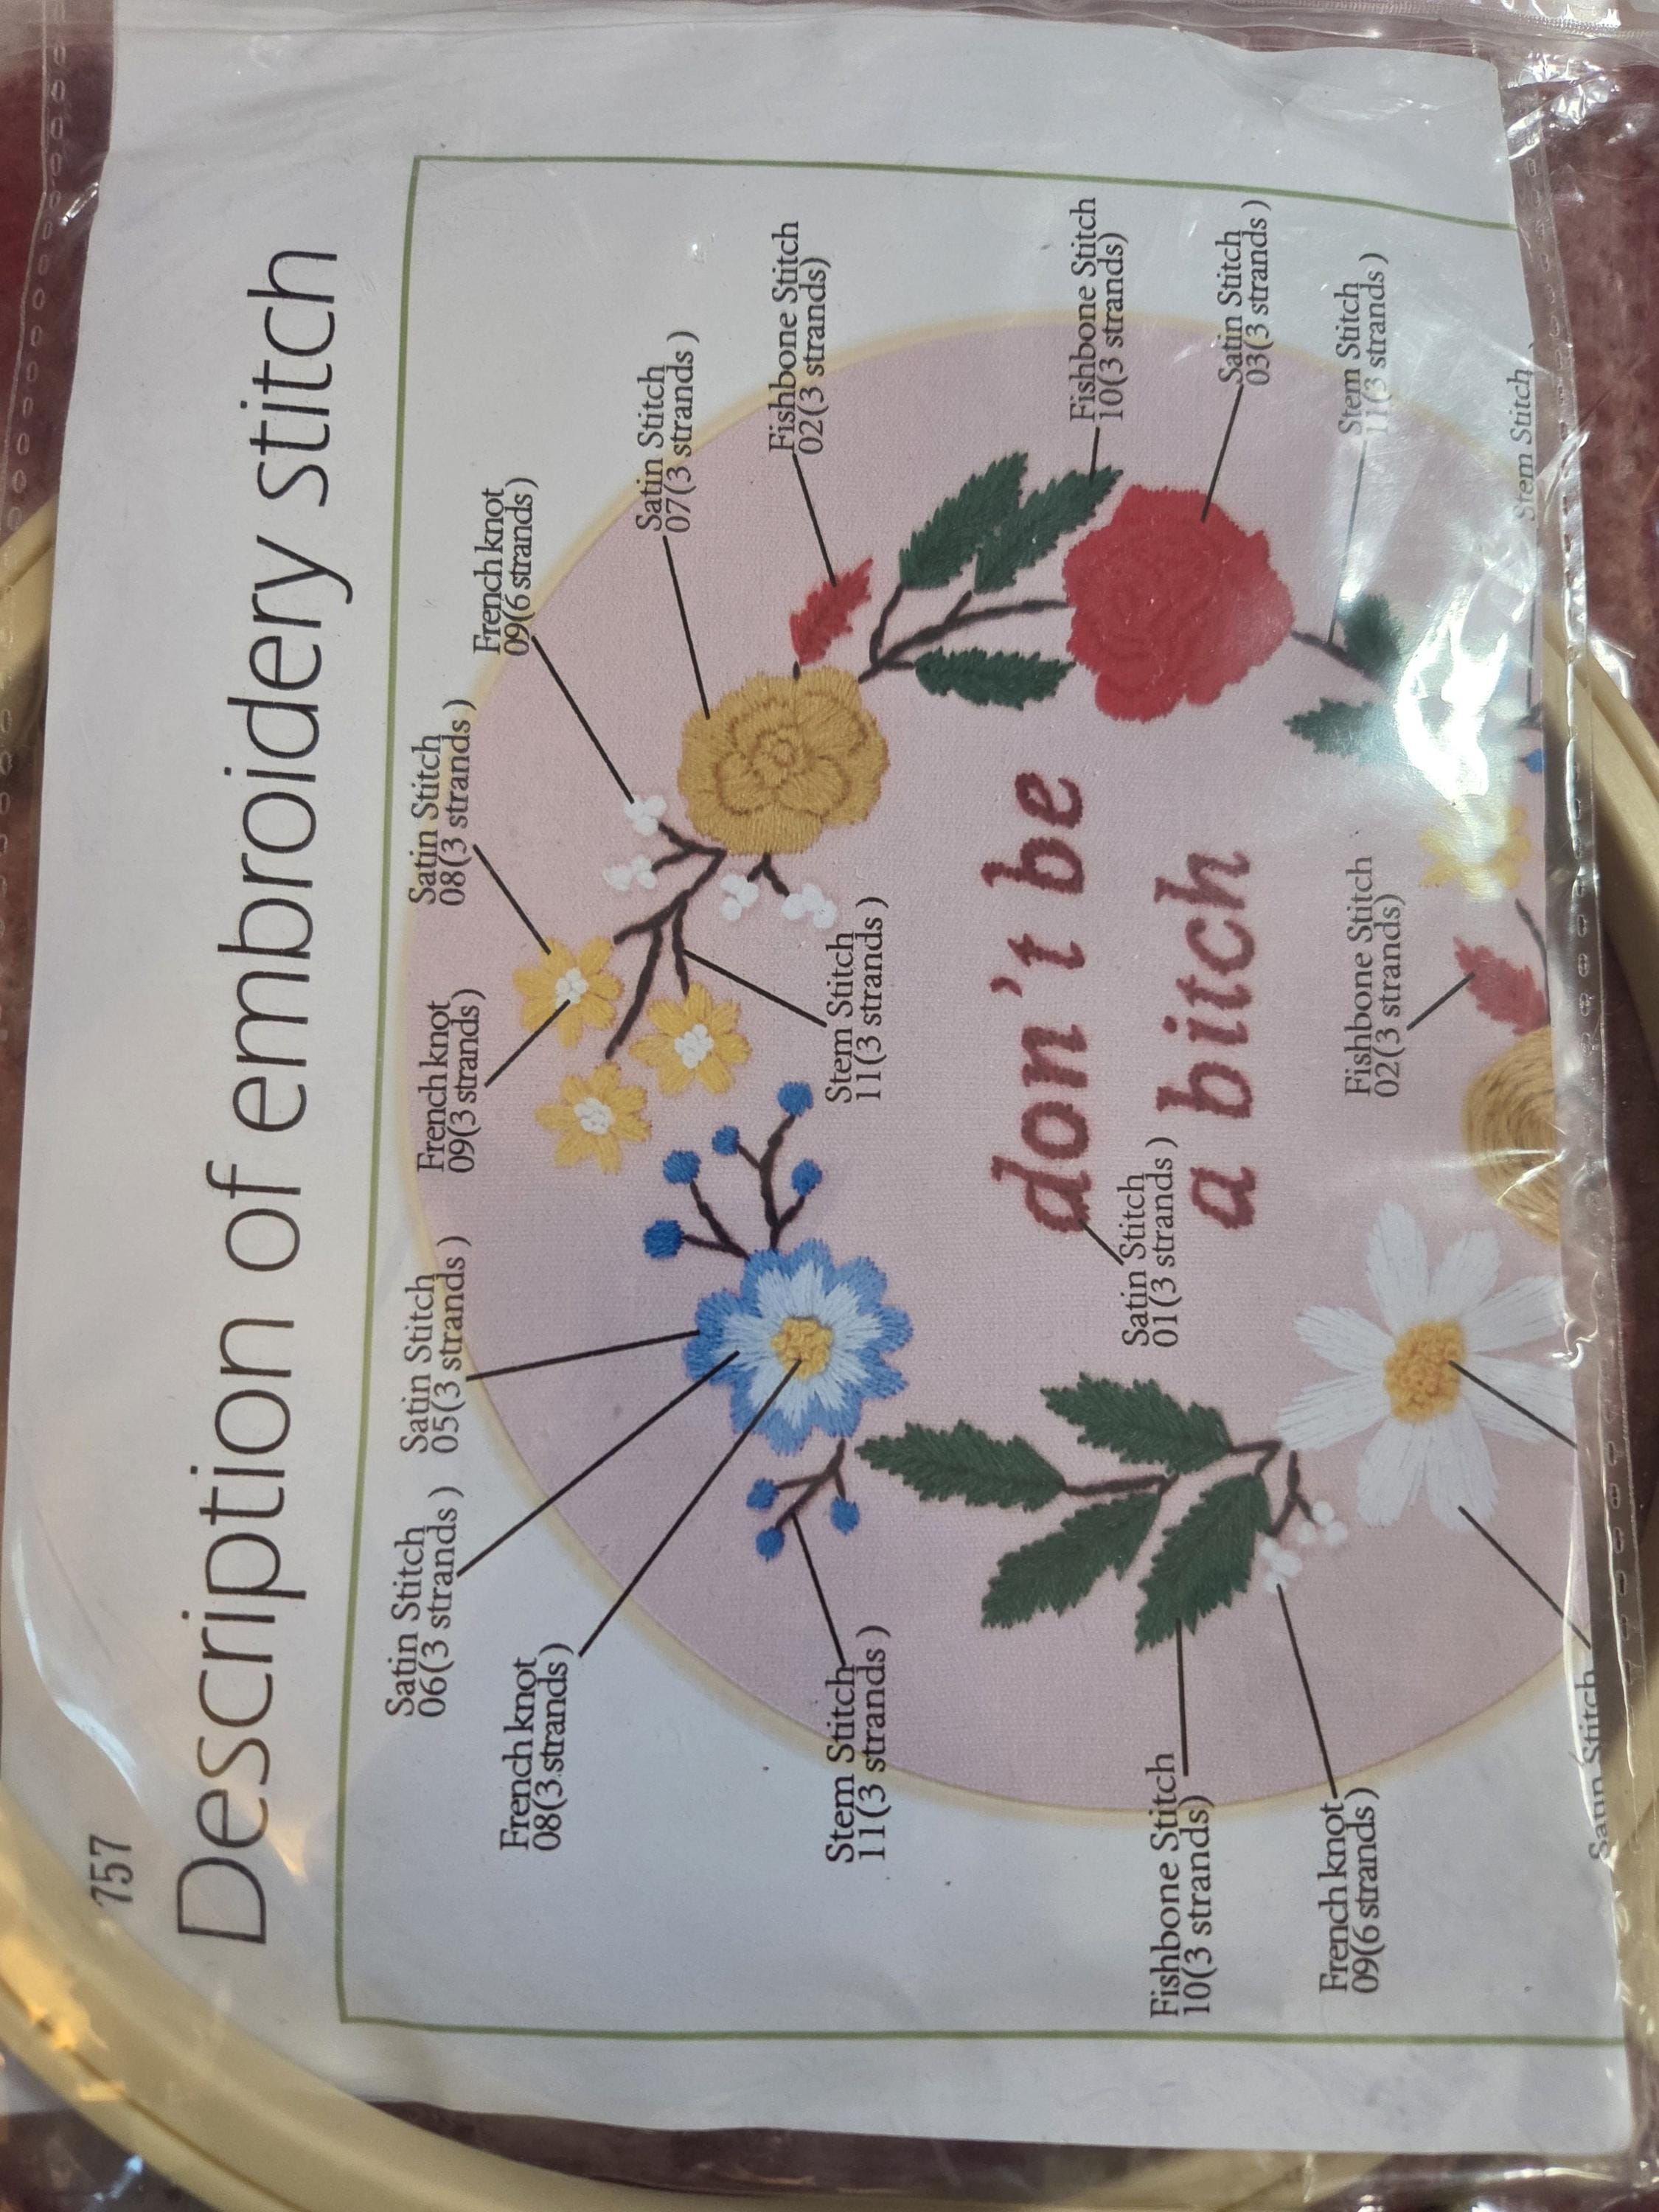 757
Description of embroidery stitch
Satin Stitch
06(3 strands)
Satin Stitch
05(3 strands)
French knot
09(3 strands)
Satin Stitch
08(3 strands)
French knot
09(6 strands)
Satin Stitch
07(3 strands)
French knot
08(3 strands)
Fishbone Stitch
02(3 strands)
Stem Stitch
11(3 strands)
Stem Stitch
11(3 strands)
Fishbone Stitch
10(3 strands)
don't be
a bitch
Satin Stitch
01(3 strands)
Fishbone Stitch
10(3 strands)
Satin Stitch
03(3 strands)
French knot
09(6 strands)
Fishbone Stitch
02(3 strands)
Stem Stitch
11(3 strands)
Stem Stitch
Satin Stitch